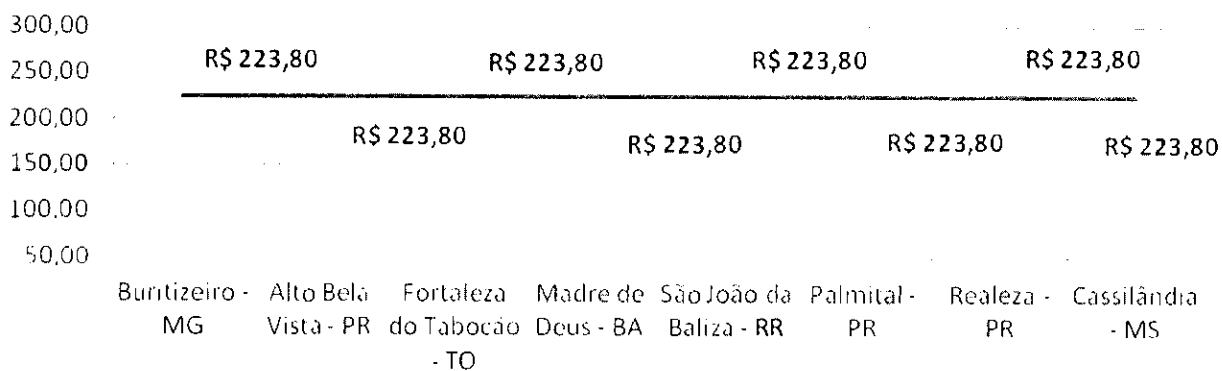 300,00
R$ 223,80 R$ 223,80 R$ 223,80 R$ 223,80
250,00
200,00
R$ 223,80 R$ 223,80 R$ 223,80 R$ 223,80
150,00
100,00
50,00
Buritizeiro - MG
Alto Bela Vista - PR
Fortaleza do Tabocão - TO
Madre de Deus - BA
São João da Baliza - RR
Palmital - PR
Realeza - PR
Cassilândia - MS